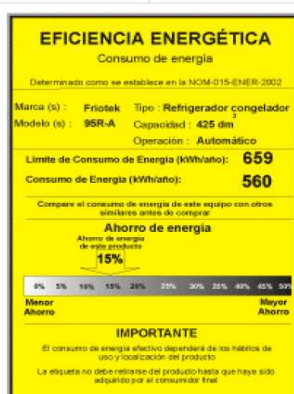 EFICIENCIA ENERGÉTICA
Consumo de energía
Determinado como se establece en la NOM-015-ENER-2002
Marca (s) : Friotek Tipo : Refrigerador congelador
Modelo (s) : 95R-A Capacidad : 425 dm3
Operación : Automático
Limite de Consumo de Energía (kWh/año): 659
Consumo de Energía (kWh/año): 560
Compare el consumo de energía de este equipo con otros
similares antes de comprar
Ahorro de energía
Ahorro de energía
de este producto
15%
0% 5% 10% 15% 20% 25% 30% 35% 40% 45% 50%
Menor Ahorro
Mayor Ahorro
IMPORTANTE
El consumo de energía efectivo dependerá de los hábitos de
uso y localización del producto
La etiqueta no debe retirarse del producto hasta que haya sido
adquirido por el consumidor final